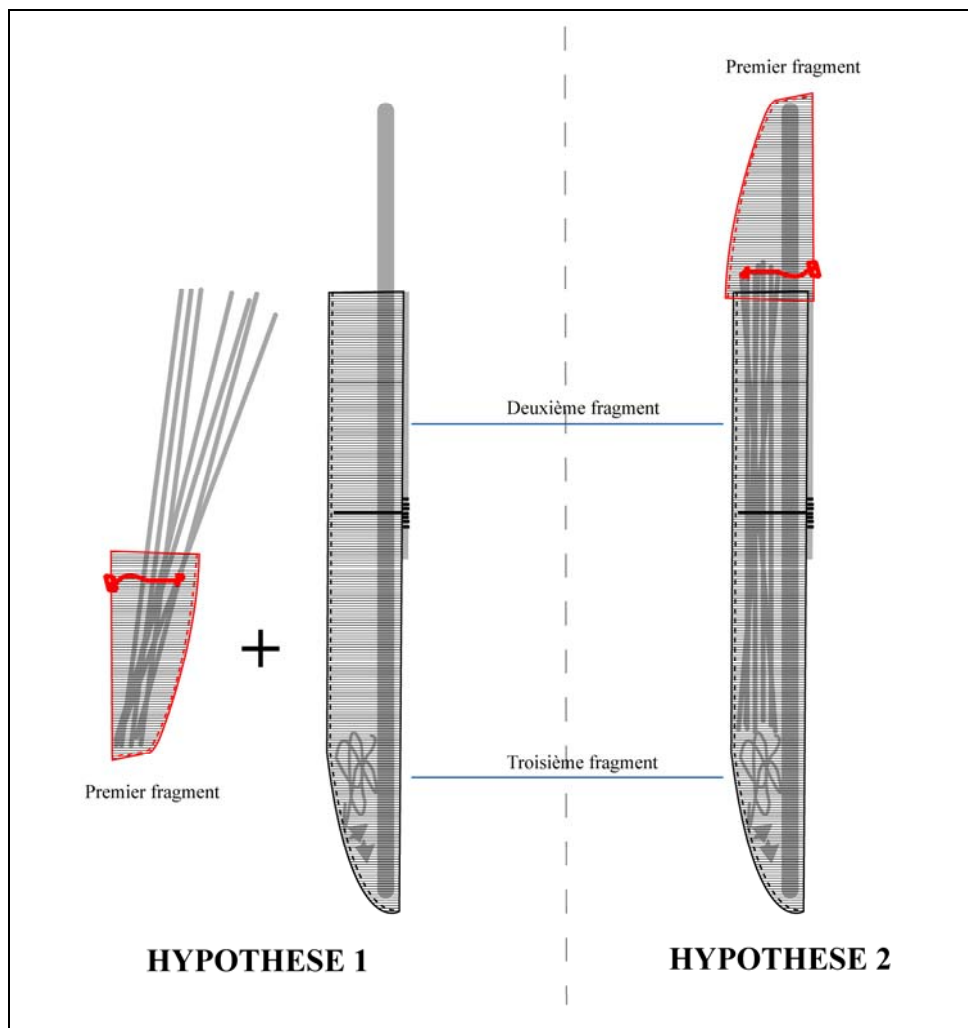 Premier fragment
Deuxième fragment
Troisième fragment
Premier fragment
HYPOTHESE 1
HYPOTHESE 2